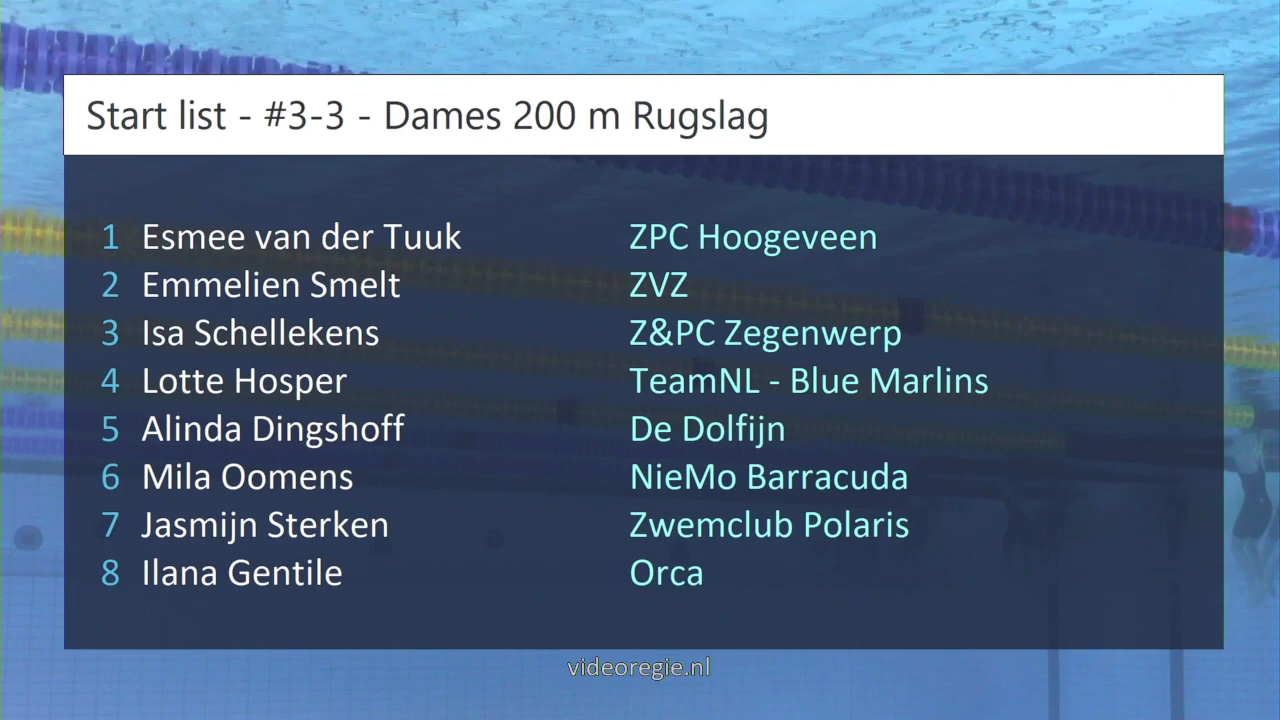 Start list - #3-3 - Dames 200 m Rugslag
1 Esmee van der Tuuk ZPC Hoogeveen
2 Emmelien Smelt ZVZ
3 Isa Schellekens Z&PC Zegenwerp
4 Lotte Hosper TeamNL - Blue Marlins
5 Alinda Dingshoff De Dolfijn
6 Mila Oomens NieMo Barracuda
7 Jasmijn Sterken Zwemclub Polaris
8 Ilana Gentile Orca
videoregie.nl